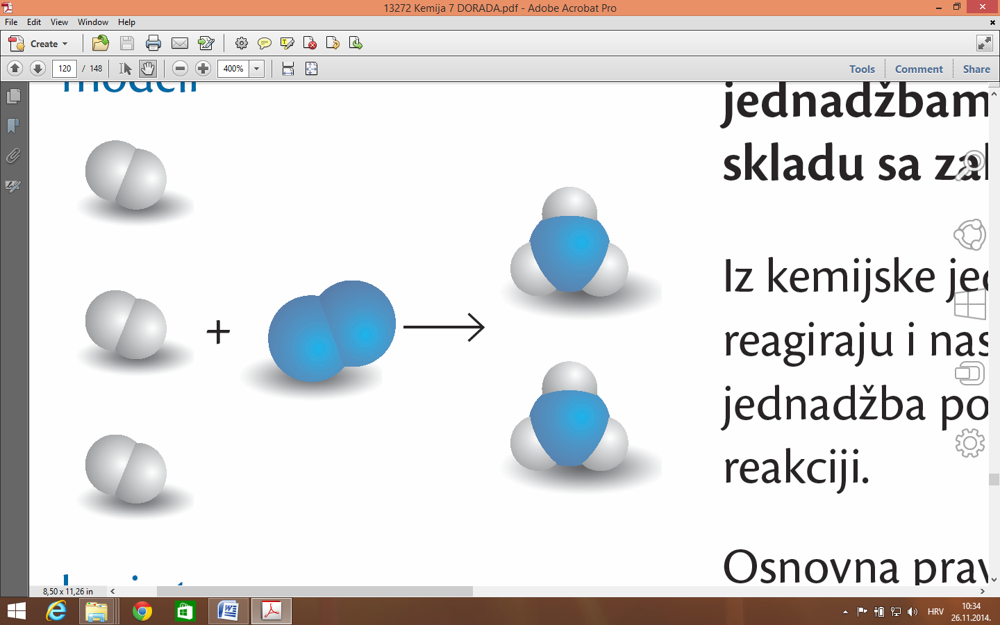 13272 Kemija 7 DORADA.pdf - Adobe Acrobat Pro
File Edit View Window Help
Create
120 / 148
400%
Tools Comment Share
modeli
+
jednadžbam
skladu sa zak
Iz kemijske jed
reagiraju i nas
jednadžba po
reakciji.
Osnovna prav
8,50 x 11,26 in
HRV
10:34
26.11.2014.